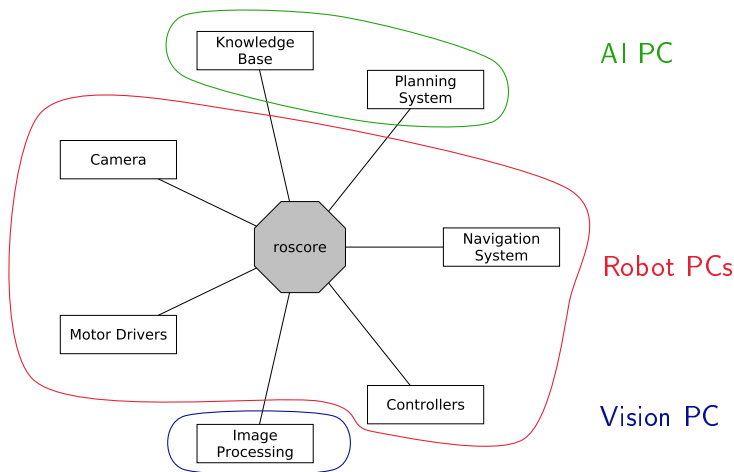 Knowledge
Base
AI PC
Planning
System
Camera
roscore
Navigation
System
Robot PCs
Motor Drivers
Controllers
Vision PC
Image
Processing